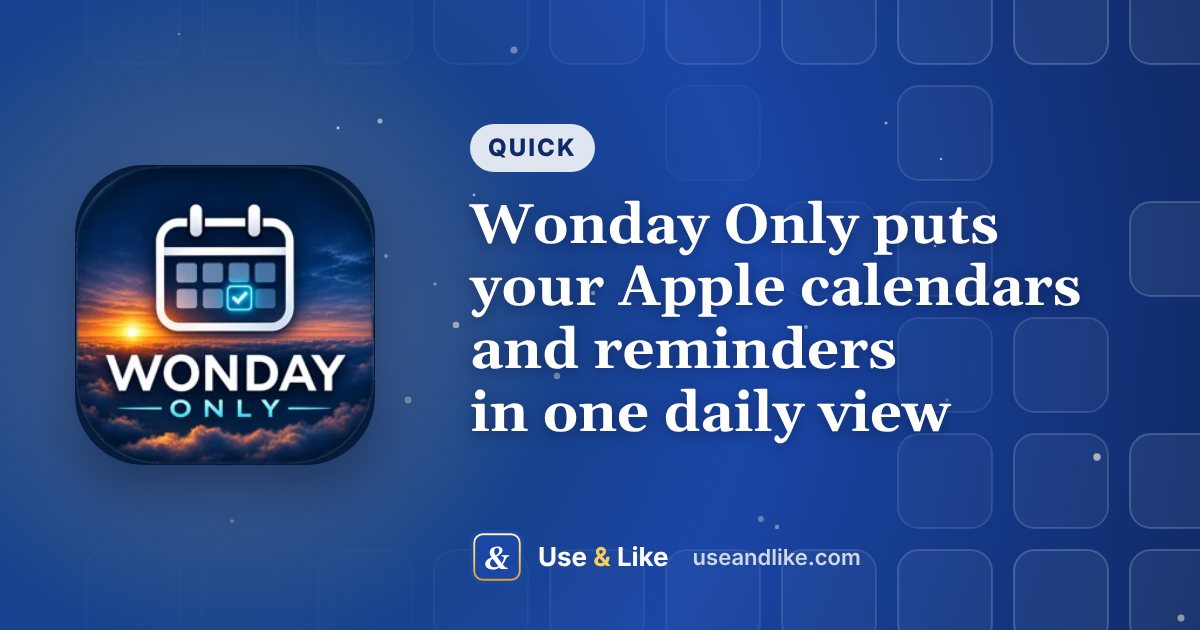 WONDAY
ONLY
QUICK
Wonday Only puts
your Apple calendars
and reminders
in one daily view
& Use & Like useandlike.com